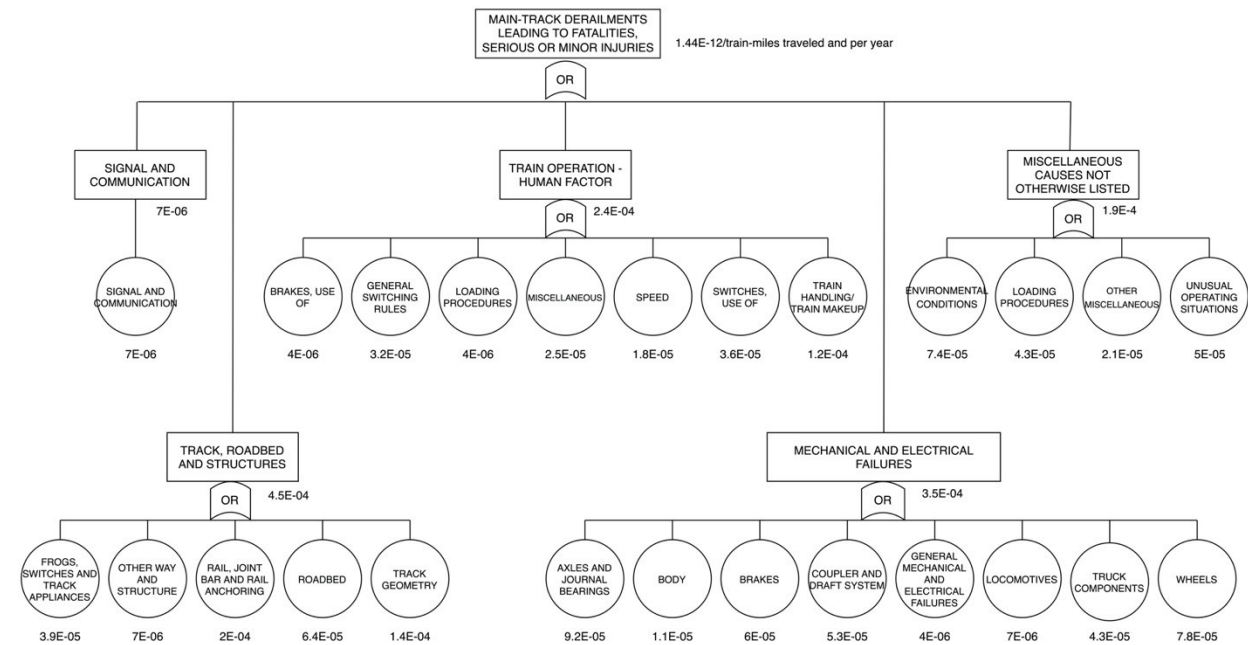 MAIN-TRACK DERAILMENTS
LEADING TO FATALITIES,
SERIOUS OR MINOR INJURIES
1.44E-12/train-miles traveled and per year
OR
SIGNAL AND
COMMUNICATION
7E-06
TRAIN OPERATION -
HUMAN FACTOR
2.4E-04
OR
MISCELLANEOUS
CAUSES NOT
OTHERWISE LISTED
1.9E-4
OR
SIGNAL AND
COMMUNICATION
7E-06
BRAKES, USE
OF
4E-06
GENERAL
SWITCHING
RULES
3.2E-05
LOADING
PROCEDURES
4E-06
MISCELLANEOUS
2.5E-05
SPEED
1.8E-05
SWITCHES,
USE OF
3.6E-05
TRAIN
HANDLING/
TRAIN MAKEUP
1.2E-04
ENVIRONMENTAL
CONDITIONS
7.4E-05
LOADING
PROCEDURES
4.3E-05
OTHER
MISCELLANEOUS
2.1E-05
UNUSUAL
OPERATING
SITUATIONS
5E-05
TRACK, ROADBED
AND STRUCTURES
4.5E-04
OR
MECHANICAL AND ELECTRICAL
FAILURES
3.5E-04
OR
FROGS,
SWITCHES AND
TRACK
APPLIANCES
3.9E-05
OTHER WAY
AND
STRUCTURE
7E-06
RAIL, JOINT
BAR AND RAIL
ANCHORING
2E-04
ROADBED
6.4E-05
TRACK
GEOMETRY
1.4E-04
AXLES AND
JOURNAL
BEARINGS
9.2E-05
BODY
1.1E-05
BRAKES
6E-05
COUPLER AND
DRAFT SYSTEM
5.3E-05
GENERAL
MECHANICAL
AND
ELECTRICAL
FAILURES
4E-06
LOCOMOTIVES
7E-06
TRUCK
COMPONENTS
4.3E-05
WHEELS
7.8E-05